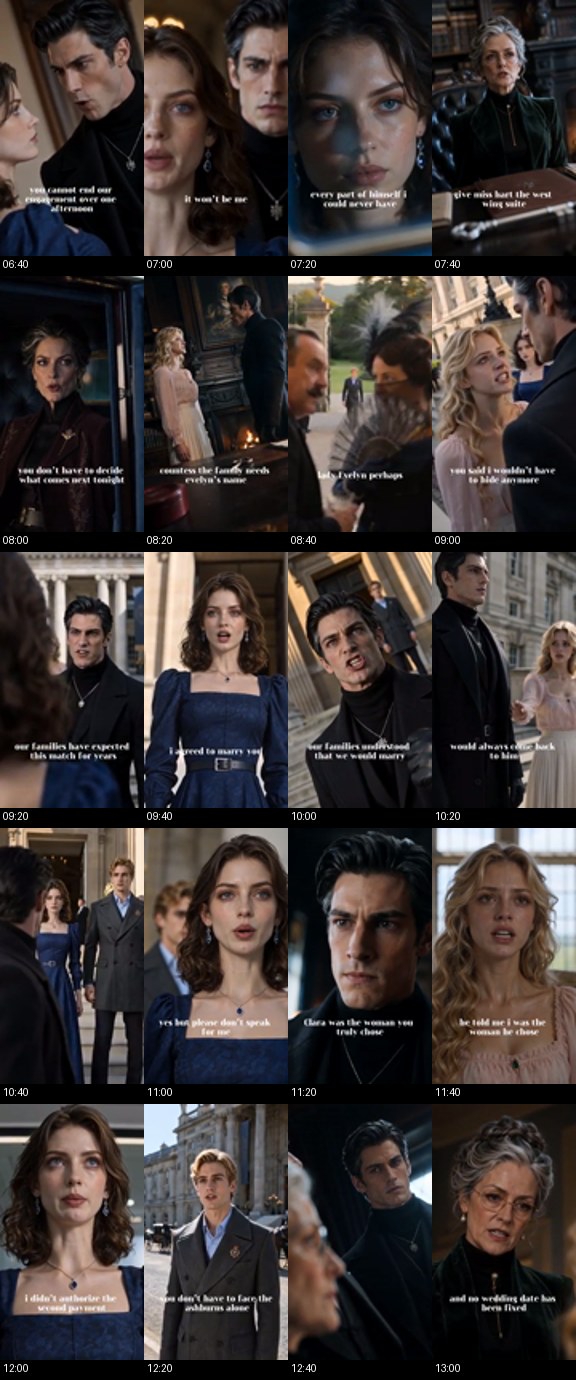 you cannot end our
engagement over one
afternoon
06:40
it won't be me
07:00
every part of himself i
could never have
07:20
give miss hart the west
wing suite
07:40
you don't have to decide
what comes next tonight
08:00
countess the family needs
evelyn's name
08:20
lady Evelyn perhaps
08:40
you said i wouldn't have
to hide anymore
09:00
our families have expected
this match for years
09:20
i agreed to marry you
09:40
our families understood
that we would marry
10:00
would always come back
to him
10:20
10:40
yes but please don't speak
for me
11:00
Clara was the woman you
truly chose
11:20
he told me i was the
woman he chose
11:40
i didn't authorize the
second payment
12:00
you don't have to face the
ashburns alone
12:20
12:40
and no wedding date has
been fixed
13:00